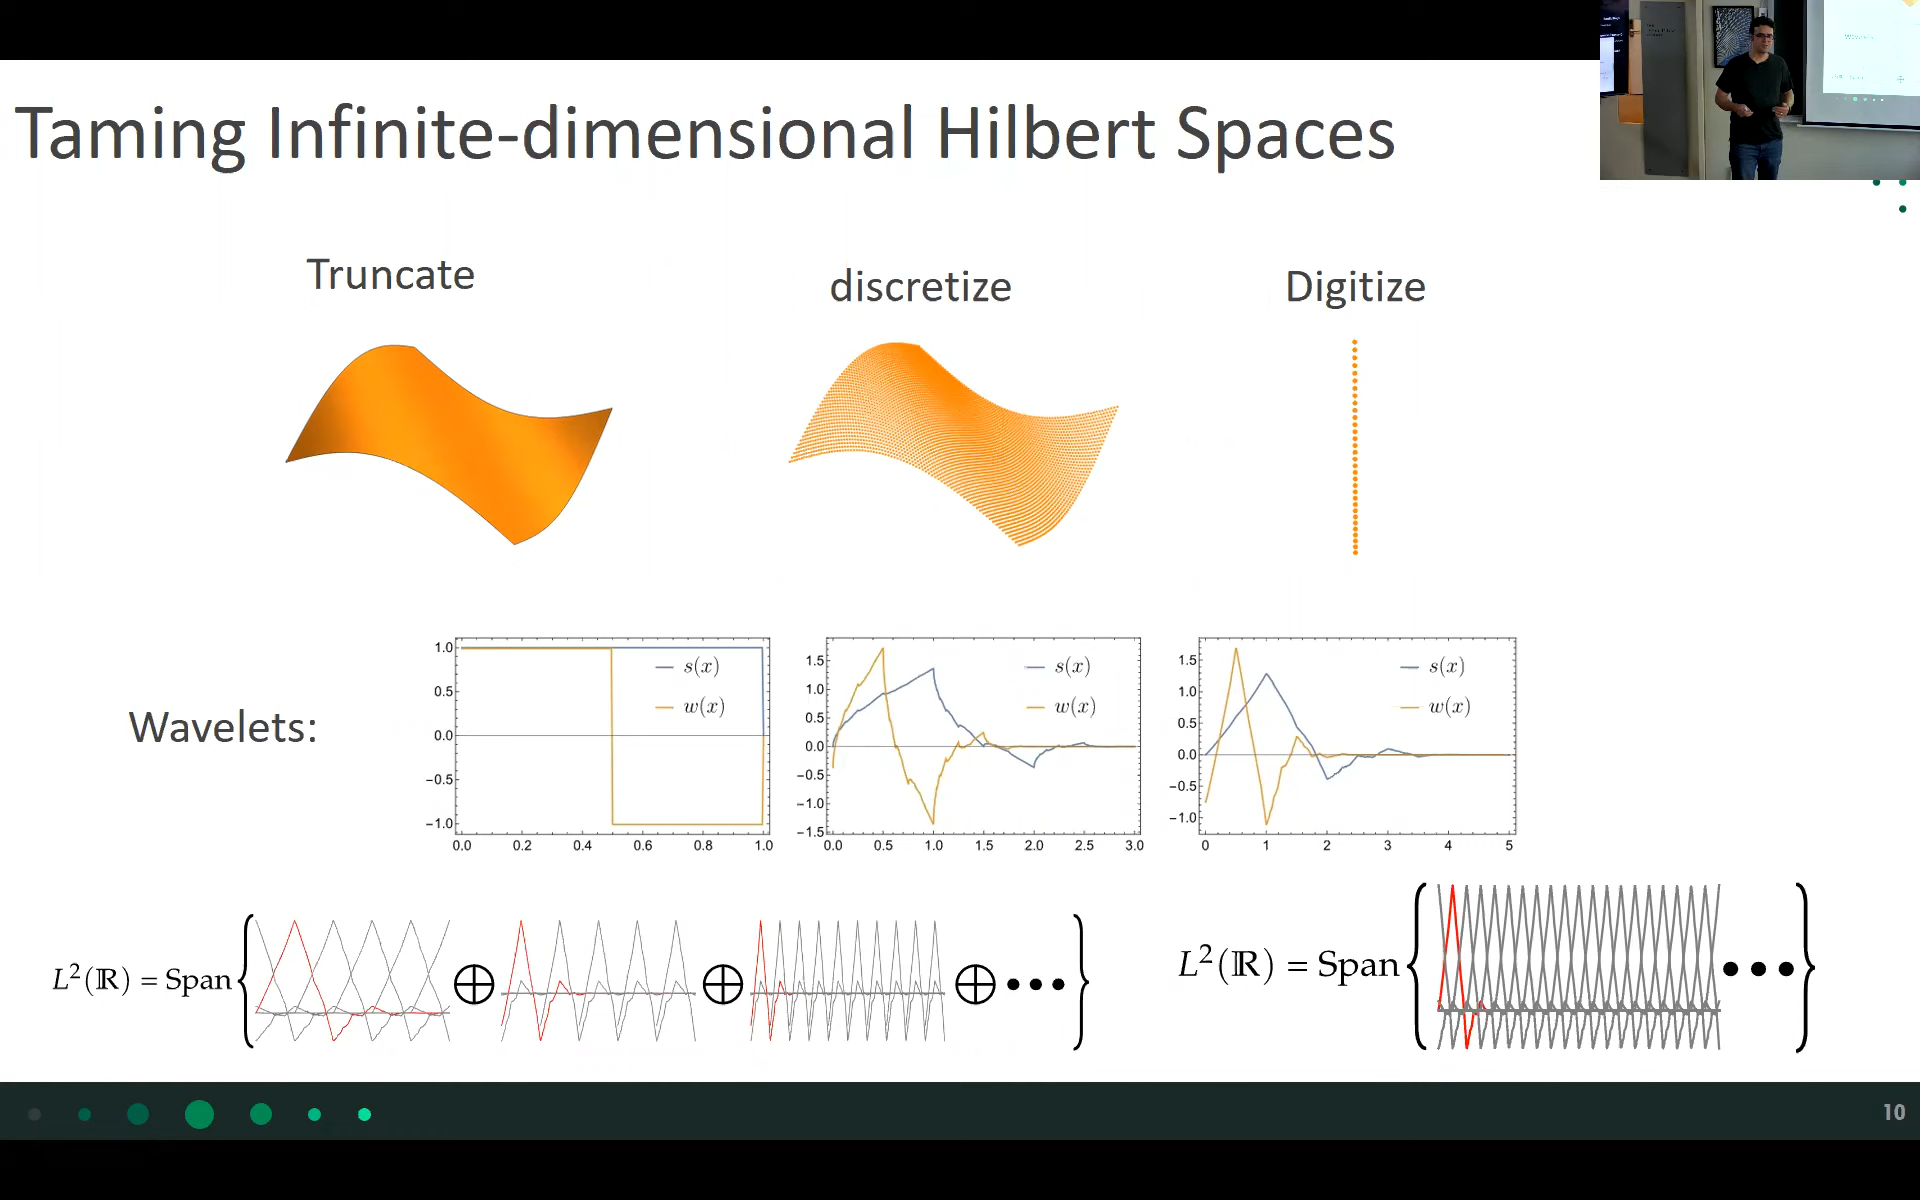 Taming Infinite-dimensional Hilbert Spaces
Truncate
discretize
Digitize
Wavelets:
1.0
0.5
0.0
−0.5
−1.0
0.0 0.2 0.4 0.6 0.8 1.0
s(x)
w(x)
1.5
1.0
0.5
0.0
−0.5
−1.0
−1.5
0.0 0.5 1.0 1.5 2.0 2.5 3.0
s(x)
w(x)
1.5
1.0
0.5
0.0
−0.5
−1.0
0 1 2 3 4 5
s(x)
w(x)
L²(ℝ) = Span { ⊕ ⊕ ⊕ ••• }
L²(ℝ) = Span { ••• }
10